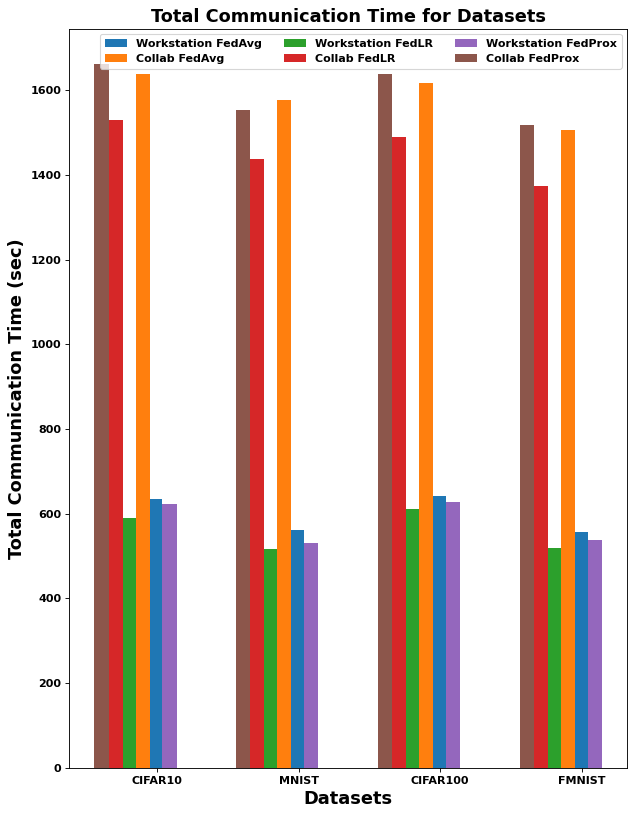 Total Communication Time for Datasets
Workstation FedAvg Workstation FedLR Workstation FedProx
Collab FedAvg Collab FedLR Collab FedProx
1600
1400
1200
1000
800
600
400
200
0
Total Communication Time (sec)
CIFAR10 MNIST CIFAR100 FMNIST
Datasets